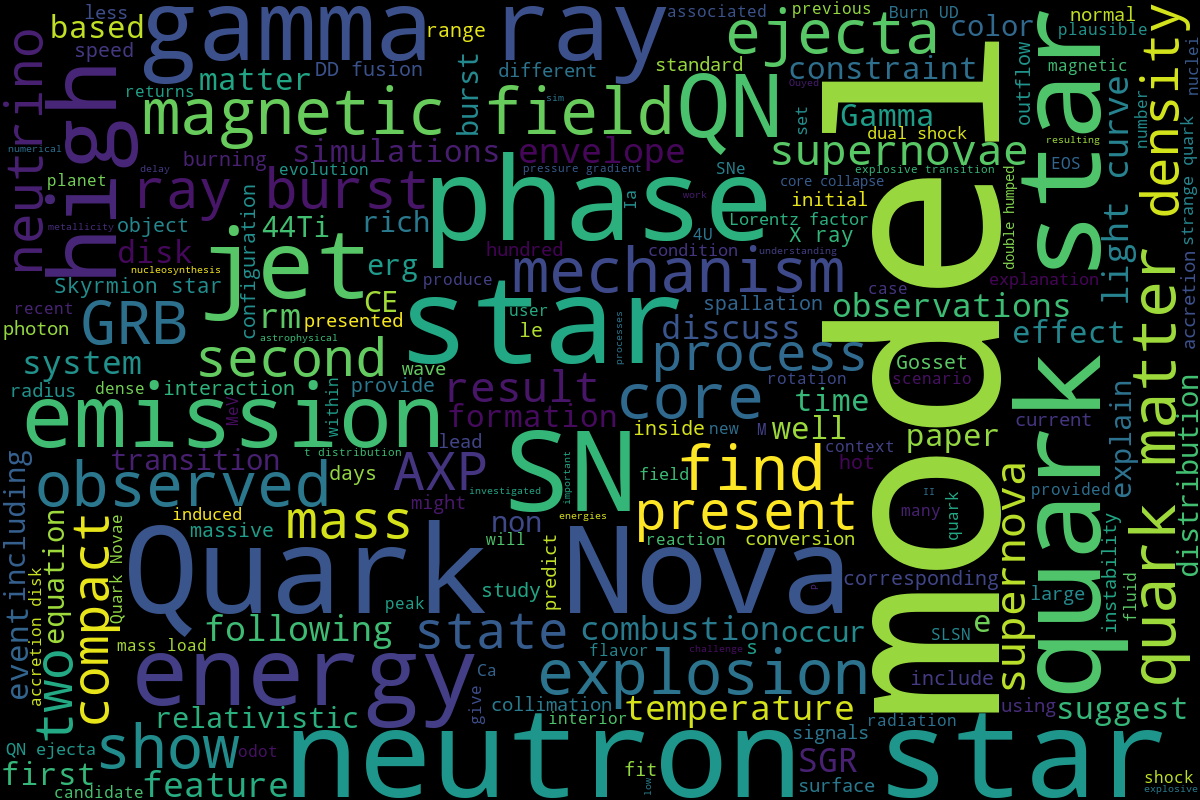 less
based
speed
gamma ray
range
associated
previous
Burn UD
color
normal
plausible
ejecta
neutrino
high
returns
matter
DD fusion
burst
different
standard
constraint
outflow
magnetic
number
nuclei
magnetic field
QN
Ouyed
set
Gamma
dual shock
supernovae
resulting
numerical
burning
simulations
envelope
sim
delay
evolution
pressure gradient
SNe
core collapse
explosive transition
EOS
planet
ray burst
phase
Ia
work
initial
double humped
star
light curve
density
metallicity
object
configuration
44Ti
rich
Lorentz factor
X ray
4U
hundred
condition
understanding
disk
nucleosynthesis
jet
erg
produce
mechanism
case
explanation
strange quark
accretion
Skyrmion star
recent
photon
GRB
rm
presented
CE
star
user
le
spallation
observations
discuss
effect
astrophysical
processes
system
second
wave
process
Gosset
scenario
radius
dense
interaction
provide
within
MeV
result
core
rotation
time
model
quark star
quark matter
distribution
explain
current
emission
formation
inside
new
M
well
paper
context
t distribution
lead
transition
days
AXP
SN
field
find
hot
observed
might
investigated
important
II
provided
including
event
induced
massive
mass
non
energies
present
many
quark
supernova
compact
equation
two
Quark Novae
Quark Nova
will
reaction
conversion
instability
fluid
accretion disk
peak
study
predict
p
corresponding
large
mass load
following
state
combustion
occur
flavor
challenge
s
SLSN
e
energy
Ca
give
explosion
include
collimation
temperature
using
suggest
relativistic
interior
radiation
QN ejecta
show
odot
neutron star
signals
first
feature
fit
low
SGR
surface
shock
candidate
explosive